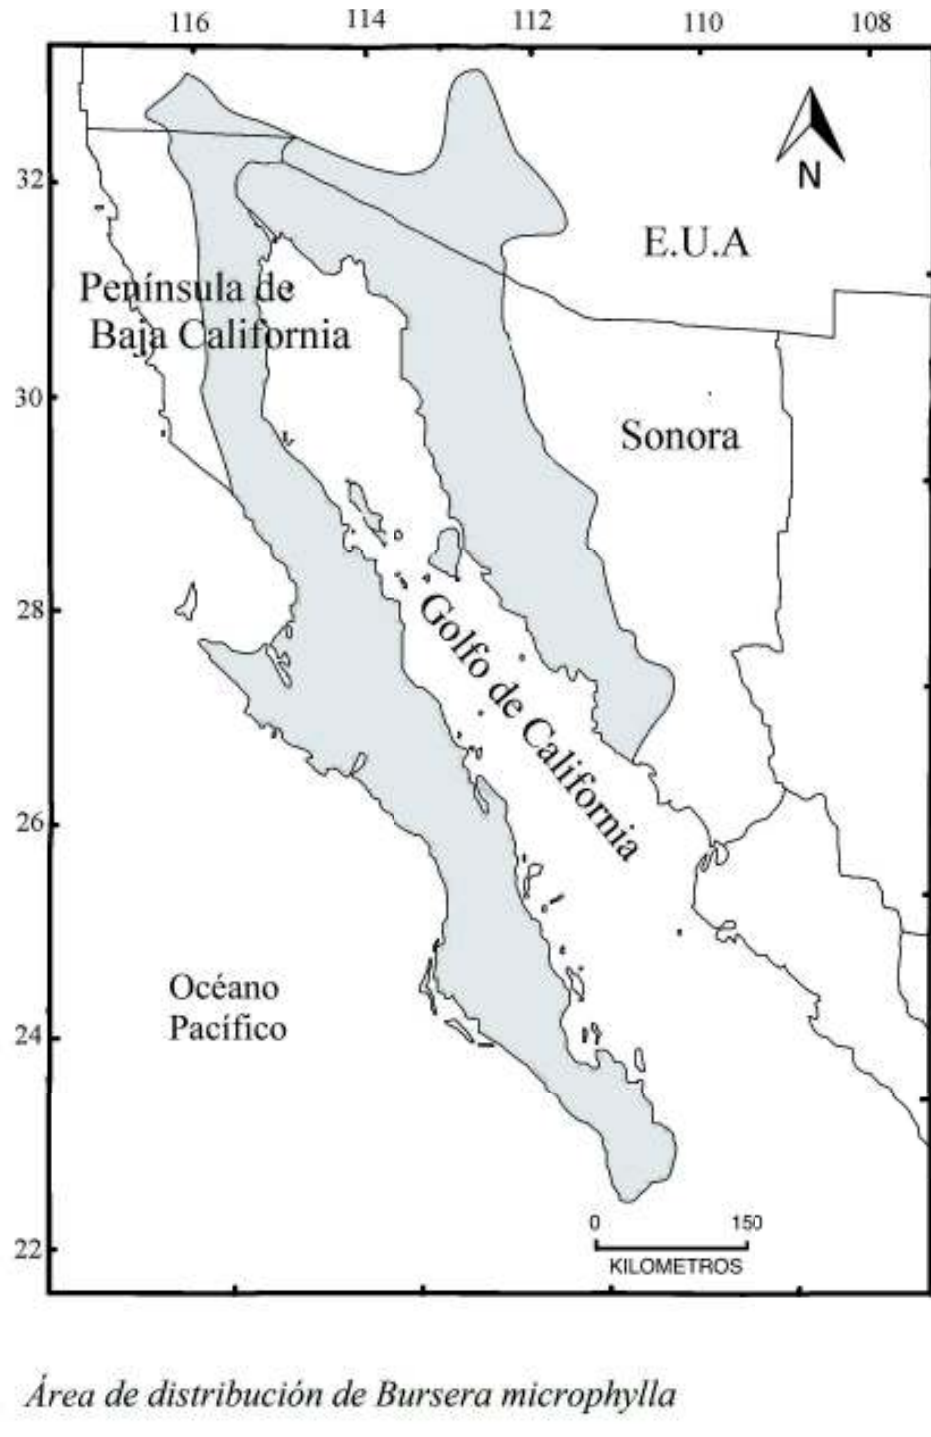 116 114 112 110 108
32
N
E.U.A
Península de
Baja California
30
Sonora
28
Golfo de California
26
Océano
Pacífico
24
0 150
KILOMETROS
22
Área de distribución de Bursera microphylla